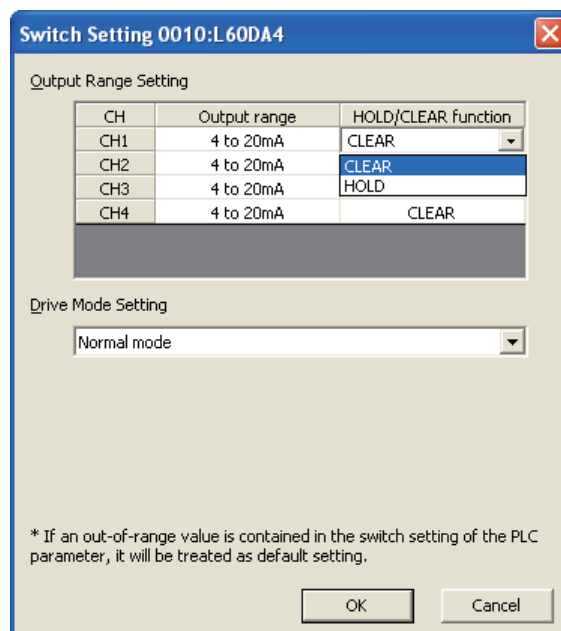 Switch Setting 0010:L60DA4
Output Range Setting
CH Output range HOLD/CLEAR function
CH1 4 to 20mA CLEAR
CH2 4 to 20mA CLEAR
CH3 4 to 20mA HOLD
CH4 4 to 20mA CLEAR
Drive Mode Setting
Normal mode
* If an out-of-range value is contained in the switch setting of the PLC
parameter, it will be treated as default setting.
OK Cancel